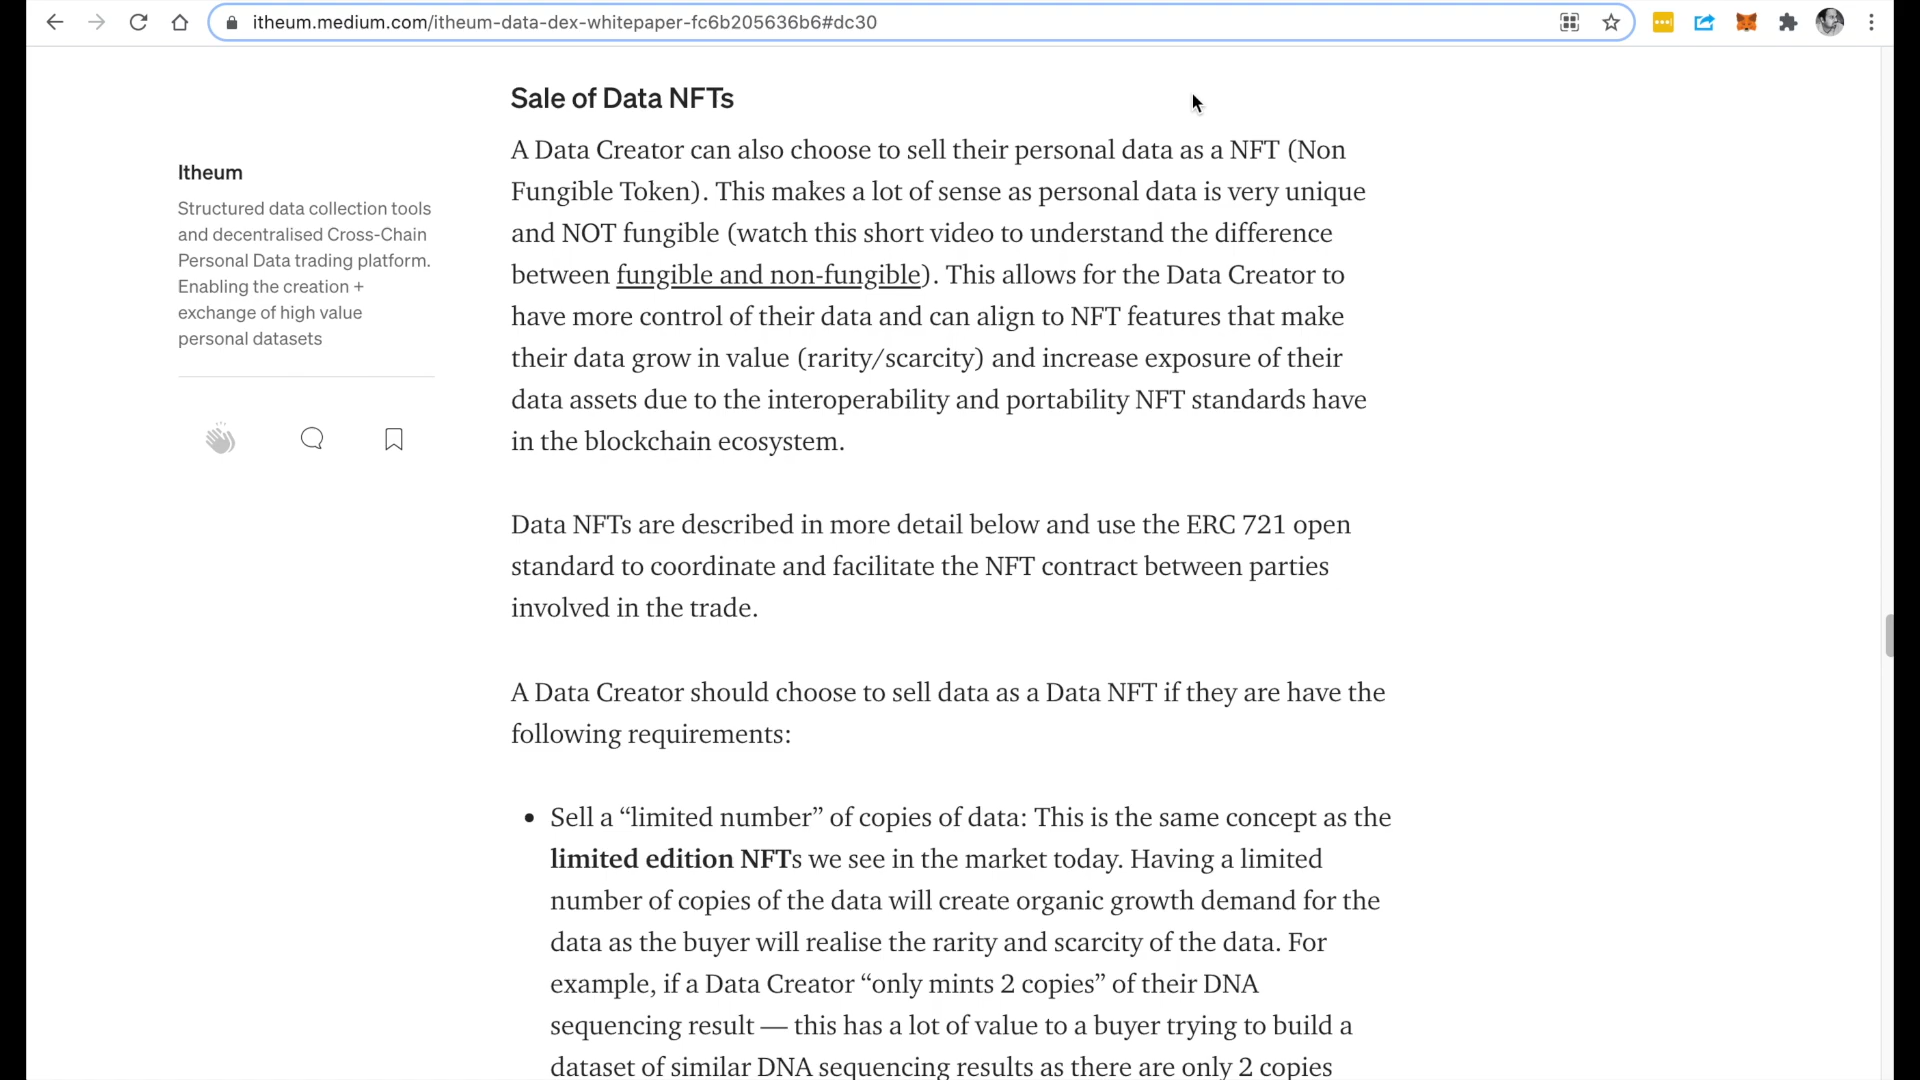 itheum.medium.com/itheum-data-dex-whitepaper-fc6b205636b6#dc30
Sale of Data NFTs
A Data Creator can also choose to sell their personal data as a NFT (Non
Fungible Token). This makes a lot of sense as personal data is very unique
and NOT fungible (watch this short video to understand the difference
between fungible and non-fungible). This allows for the Data Creator to
have more control of their data and can align to NFT features that make
their data grow in value (rarity/scarcity) and increase exposure of their
data assets due to the interoperability and portability NFT standards have
in the blockchain ecosystem.
Itheum
Structured data collection tools
and decentralised Cross-Chain
Personal Data trading platform.
Enabling the creation +
exchange of high value
personal datasets
Data NFTs are described in more detail below and use the ERC 721 open
standard to coordinate and facilitate the NFT contract between parties
involved in the trade.
A Data Creator should choose to sell data as a Data NFT if they are have the
following requirements:
• Sell a “limited number” of copies of data: This is the same concept as the
limited edition NFTs we see in the market today. Having a limited
number of copies of the data will create organic growth demand for the
data as the buyer will realise the rarity and scarcity of the data. For
example, if a Data Creator “only mints 2 copies” of their DNA
sequencing result — this has a lot of value to a buyer trying to build a
dataset of similar DNA sequencing results as there are only 2 copies